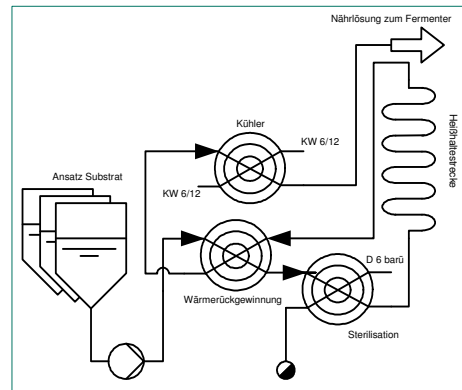 Nährlösung zum Fermenter
Kühler
KW 6/12
KW 6/12
Heißhaltestrecke
Ansatz Substrat
Wärmerückgewinnung
D 6 barü
Sterilisation